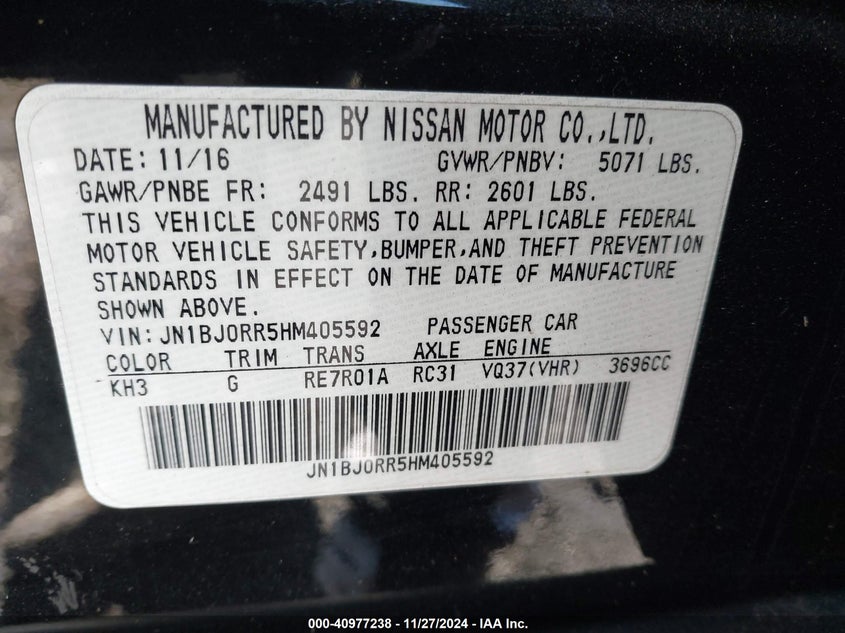 MANUFACTURED BY NISSAN MOTOR CO.,LTD.
DATE: 11/16 GVWR/PNBV: 5071 LBS.
GAWR/PNBE FR: 2491 LBS. RR: 2601 LBS.
THIS VEHICLE CONFORMS TO ALL APPLICABLE FEDERAL
MOTOR VEHICLE SAFETY,BUMPER,AND THEFT PREVENTION
STANDARDS IN EFFECT ON THE DATE OF MANUFACTURE
SHOWN ABOVE.
VIN:JN1BJ0RR5HM405592 PASSENGER CAR
COLOR TRIM TRANS AXLE ENGINE
KH3 G RE7R01A RC31 VQ37(VHR) 3696CC
JN1BJ0RR5HM405592
000-40977238 - 11/27/2024 - IAA Inc.